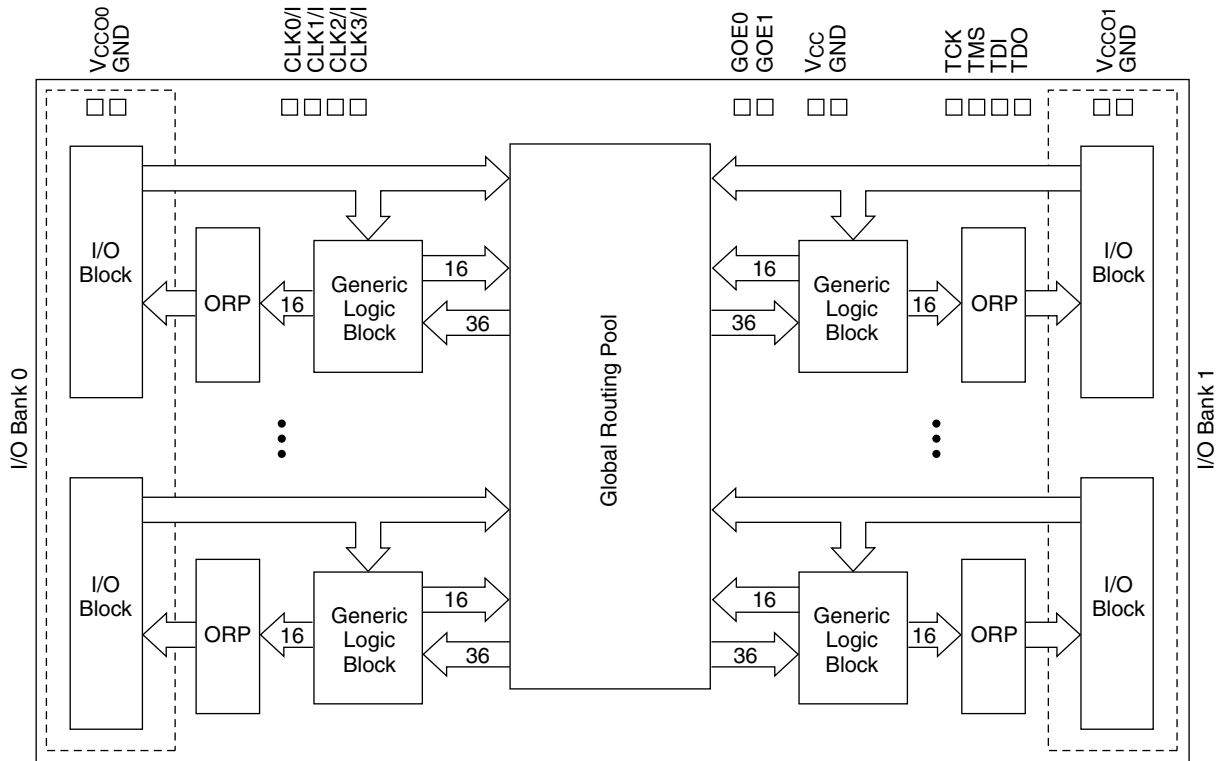 VCCO0
GND
CLK0/I
CLK1/I
CLK2/I
CLK3/I
GOE0
GOE1
VCC
GND
TCK
TMS
TDI
TDO
VCCO1
GND
I/O Bank 0
I/O
Block
ORP
16
Generic
Logic
Block
16
36
Global Routing Pool
16
36
Generic
Logic
Block
16
ORP
I/O
Block
I/O Bank 1
I/O
Block
ORP
16
Generic
Logic
Block
16
36
16
36
Generic
Logic
Block
16
ORP
I/O
Block